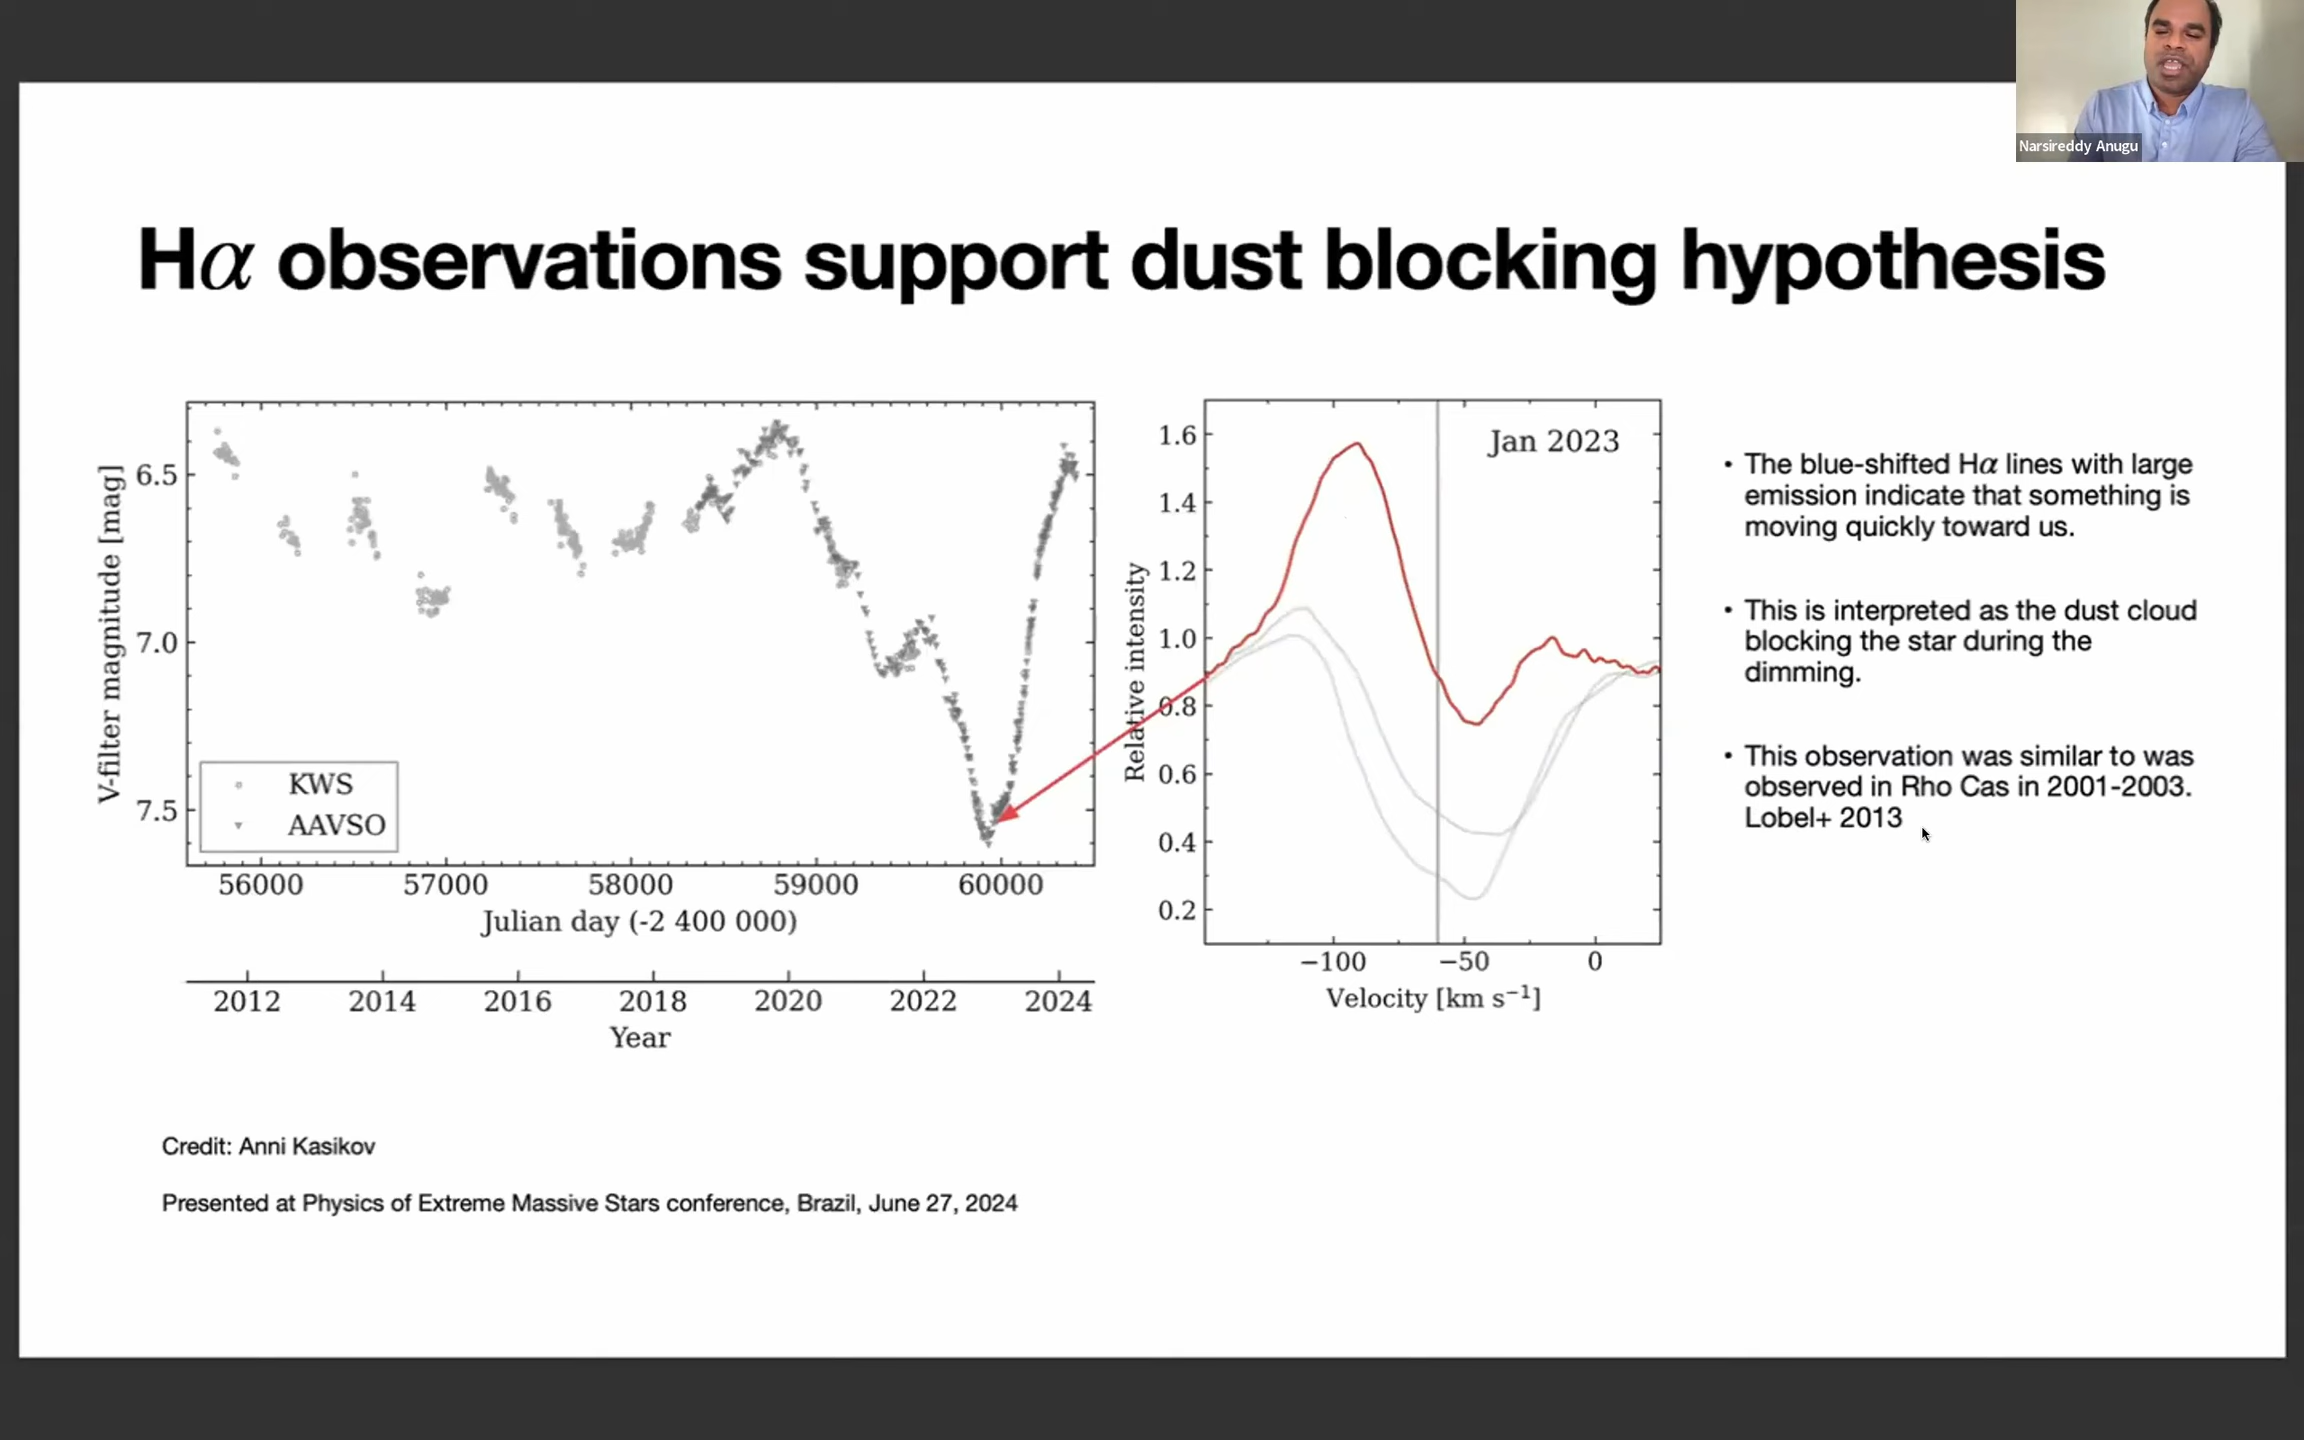 Narsireddy Anugu
Hα observations support dust blocking hypothesis
V-filter magnitude [mag]
6.5
7.0
7.5
KWS
AAVSO
56000 57000 58000 59000 60000
Julian day (-2 400 000)
2012 2014 2016 2018 2020 2022 2024
Year
Relative intensity
1.6
1.4
1.2
1.0
0.8
0.6
0.4
0.2
Jan 2023
−100 −50 0
Velocity [km s⁻¹]
• The blue-shifted Hα lines with large
emission indicate that something is
moving quickly toward us.
• This is interpreted as the dust cloud
blocking the star during the
dimming.
• This observation was similar to was
observed in Rho Cas in 2001-2003.
Lobel+ 2013
Credit: Anni Kasikov
Presented at Physics of Extreme Massive Stars conference, Brazil, June 27, 2024